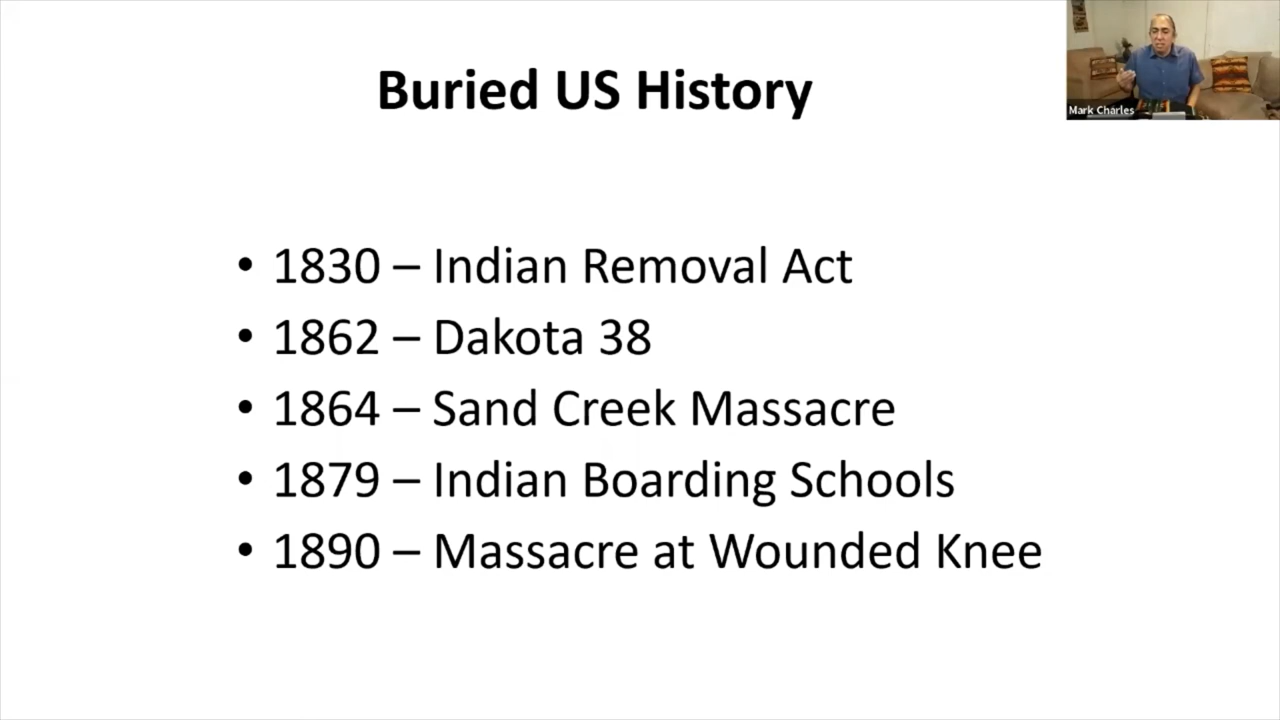 Buried US History
Mark Charles
• 1830 – Indian Removal Act
• 1862 – Dakota 38
• 1864 – Sand Creek Massacre
• 1879 – Indian Boarding Schools
• 1890 – Massacre at Wounded Knee